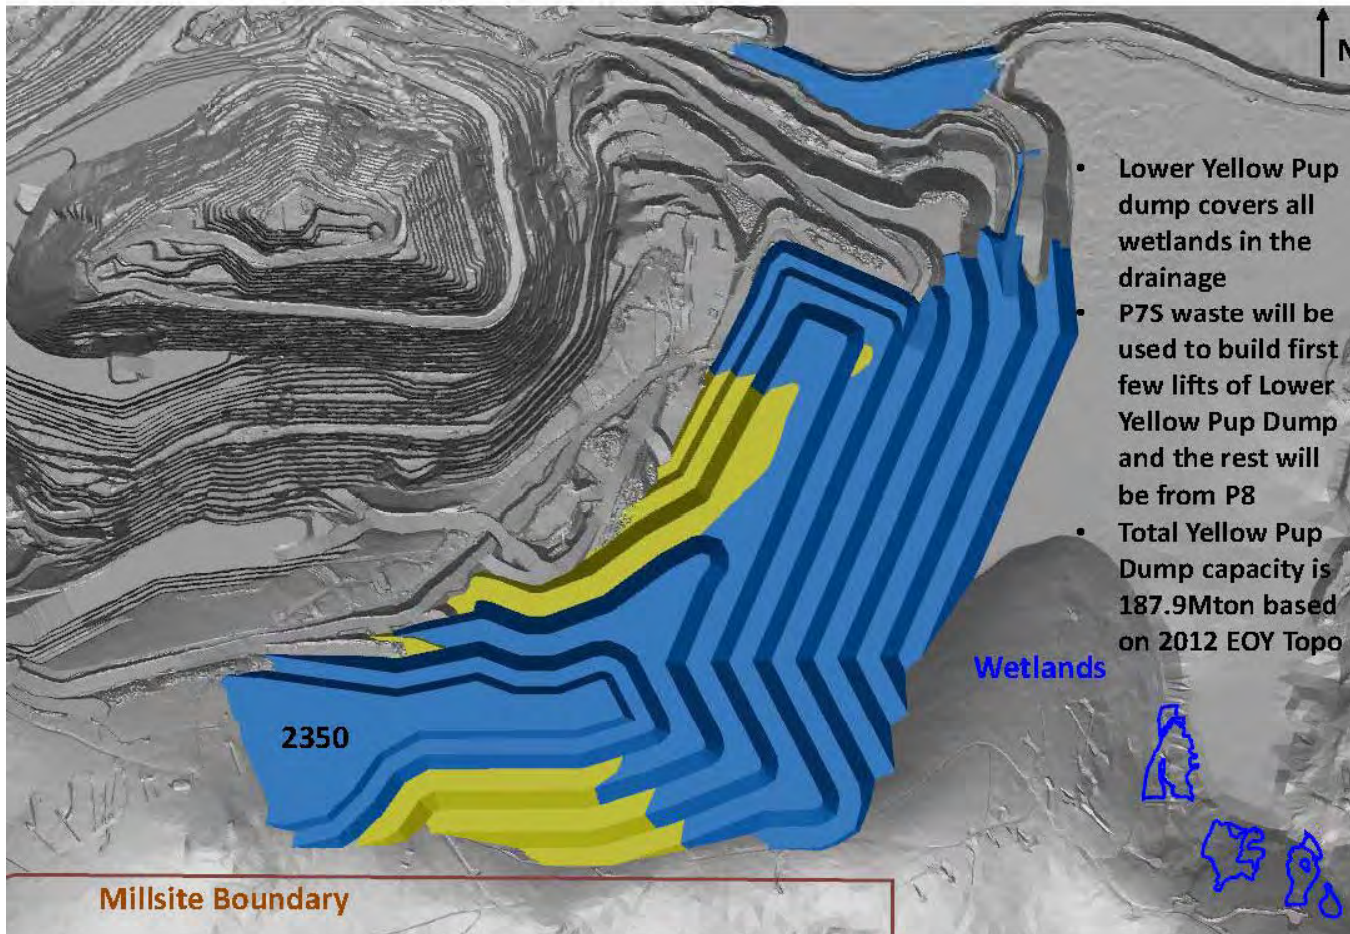 N
• Lower Yellow Pup
dump covers all
wetlands in the
drainage
• P7S waste will be
used to build first
few lifts of Lower
Yellow Pup Dump
and the rest will
be from P8
• Total Yellow Pup
Dump capacity is
187.9Mton based
on 2012 EOY Topo
Wetlands
2350
Millsite Boundary